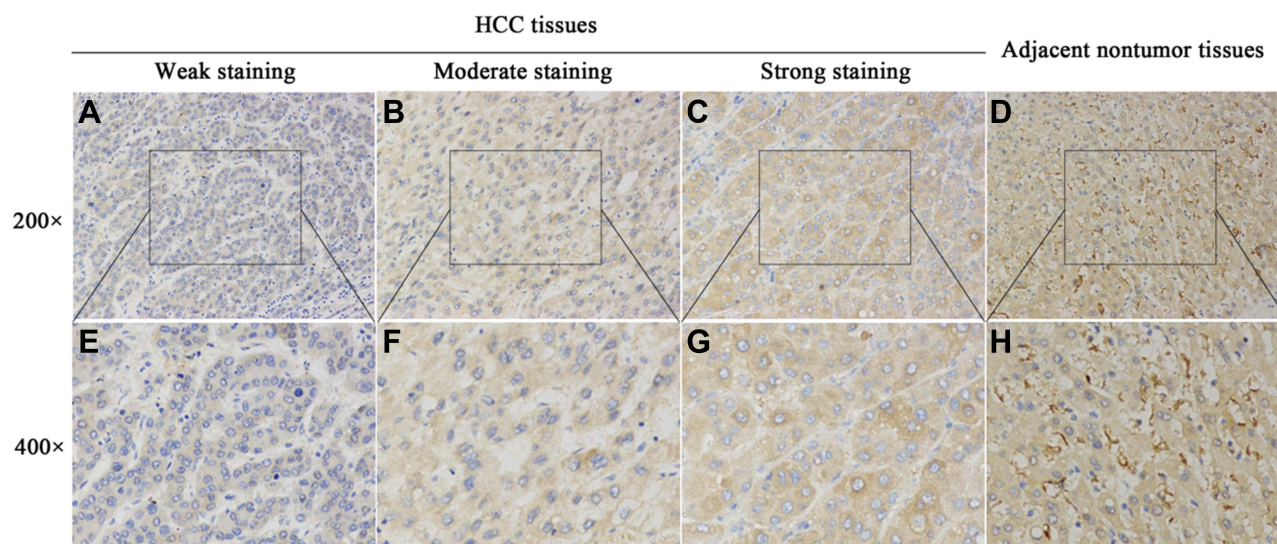 HCC tissues
Adjacent nontumor tissues
Weak staining
Moderate staining
Strong staining
A
B
C
D
200×
E
F
G
H
400×